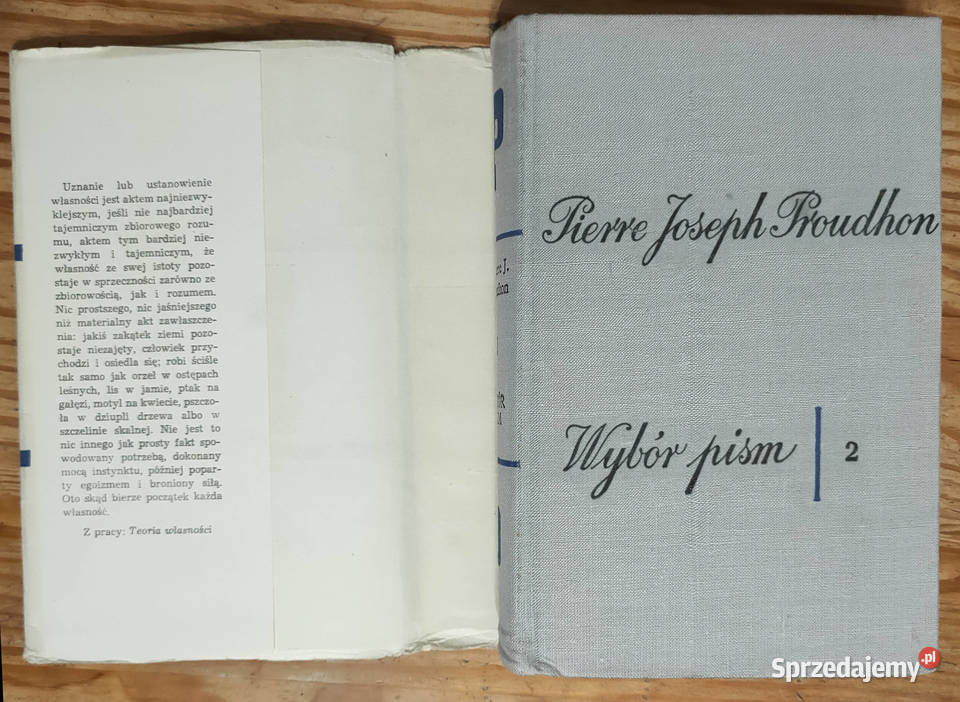 Uznanie lub ustanowienie
własności jest aktem najniezwy-
klejszym, jeśli nie najbardziej
tajemniczym zbiorowego rozu-
mu, aktem tym bardziej nie-
zwykłym i tajemniczym, że
własność ze swej istoty pozo-
staje w sprzeczności zarówno ze
zbiorowością, jak i rozumem.
Nic prostszego, nic jaśniejszego
niż materialny akt zawłaszcze-
nia: jakiś zakątek ziemi pozo-
staje niezajęty, człowiek przy-
chodzi i osiedla się; robi ściśle
tak samo jak orzeł w ostępach
leśnych, lis w jamie, ptak na
gałęzi, motyl na kwiecie, pszczo-
ła w dziupli drzewa albo w
szczelinie skalnej. Nie jest to
nic innego jak prosty fakt spo-
wodowany potrzebą, dokonany
mocą instynktu, później popar-
ty egoizmem i broniony siłą.
Oto skąd bierze początek każda
własność.
Z pracy: Teoria własności
Pierre Joseph Proudhon
Wybór pism 2
Sprzedajemy.pl